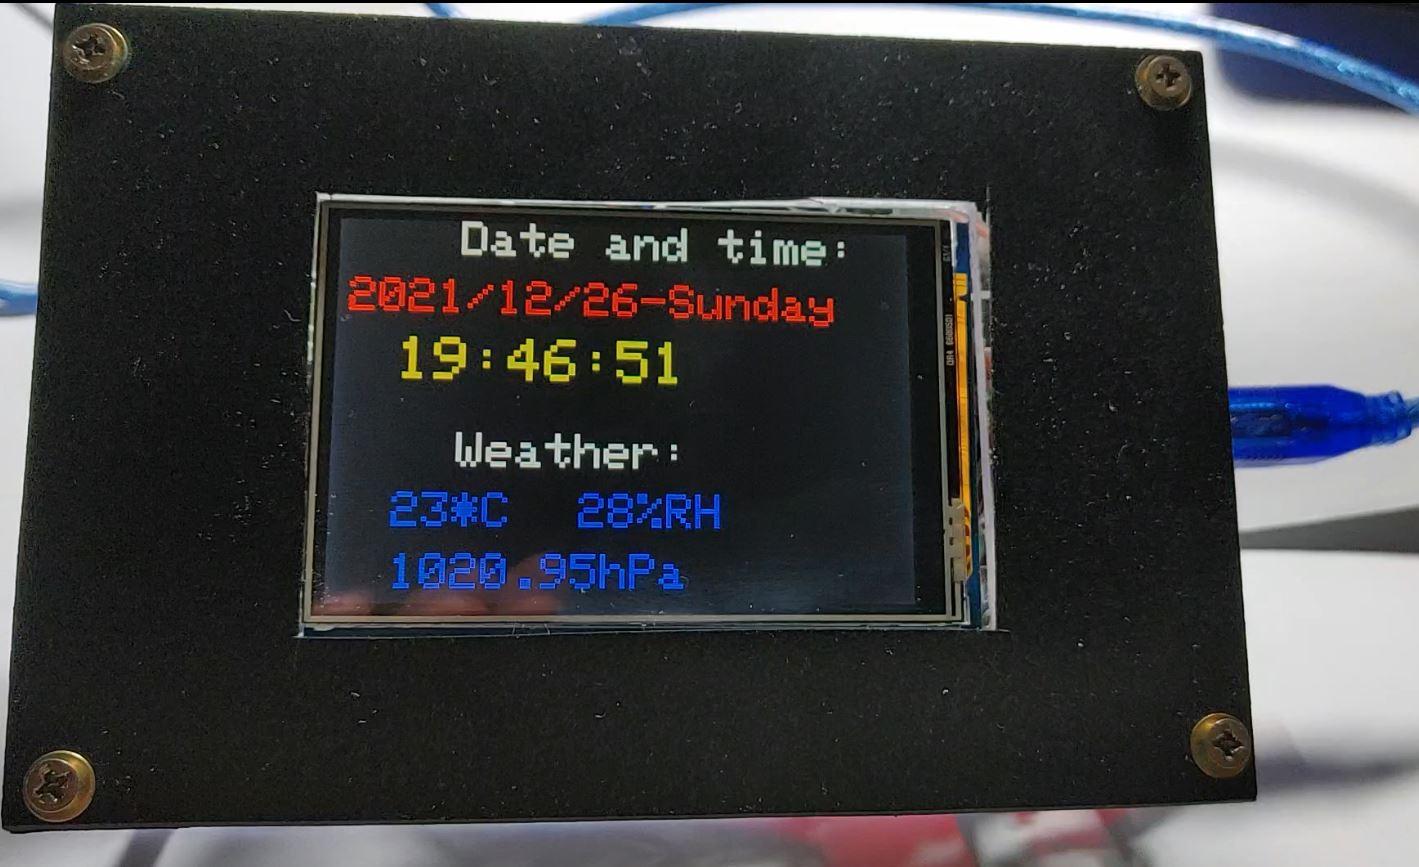 Date and time:
2021/12/26-Sunday
19:46:51
Weather:
23*C 28%RH
1020.95hPa